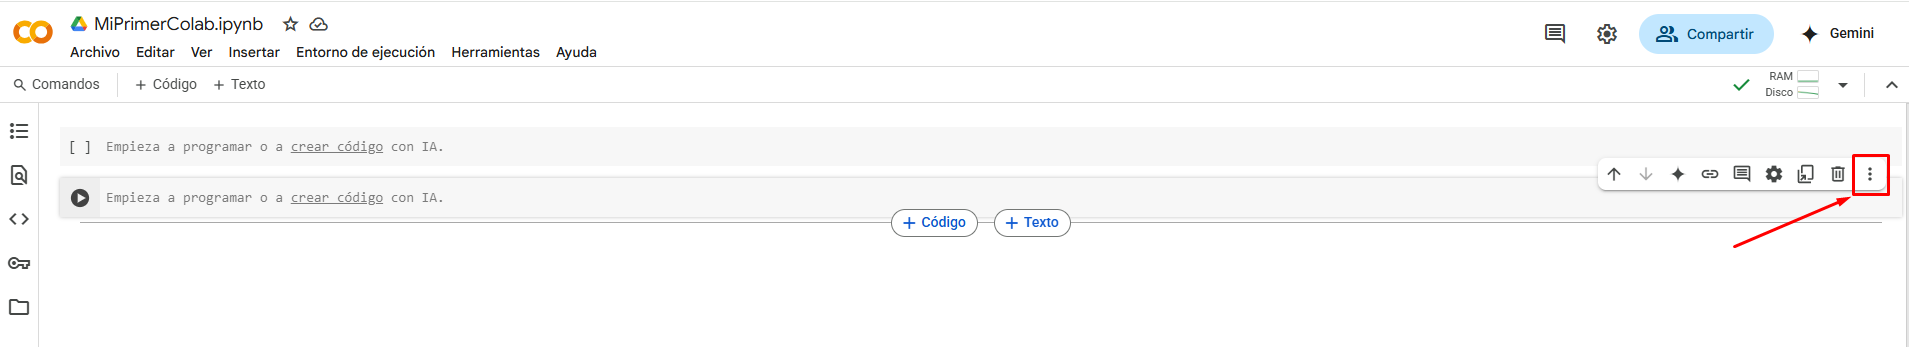 MiPrimerColab.ipynb
Archivo Editar Ver Insertar Entorno de ejecución Herramientas Ayuda
Compartir
Gemini
Comandos + Código + Texto
RAM
Disco
[ ] Empieza a programar o a crear código con IA.
Empieza a programar o a crear código con IA.
+ Código + Texto